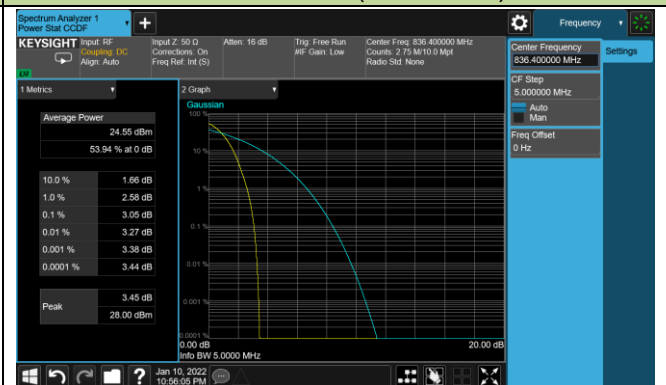 Spectrum Analyzer 1
Power Stat CCDF
Frequency
KEYSIGHT
Input: RF
Coupling: DC
Align: Auto
Input Z: 50 Ω
Corrections: On
Freq Ref: Int (S)
Atten: 16 dB
Trig: Free Run
#IF Gain: Low
Center Freq: 836.400000 MHz
Counts: 2.75 M/10.0 Mpt
Radio Std: None
Center Frequency
836.400000 MHz
Settings
CF Step
5.000000 MHz
Auto
Man
Freq Offset
0 Hz
1 Metrics
Average Power
24.55 dBm
53.94 % at 0 dB
10.0 % 1.66 dB
1.0 % 2.58 dB
0.1 % 3.05 dB
0.01 % 3.27 dB
0.001 % 3.38 dB
0.0001 % 3.44 dB
Peak
3.45 dB
28.00 dBm
2 Graph
Gaussian
100 %
10 %
1 %
0.1 %
0.01 %
0.001 %
0.0001 %
0.00 dB
20.00 dB
Info BW 5.0000 MHz
Jan 10, 2022
10:56:05 PM